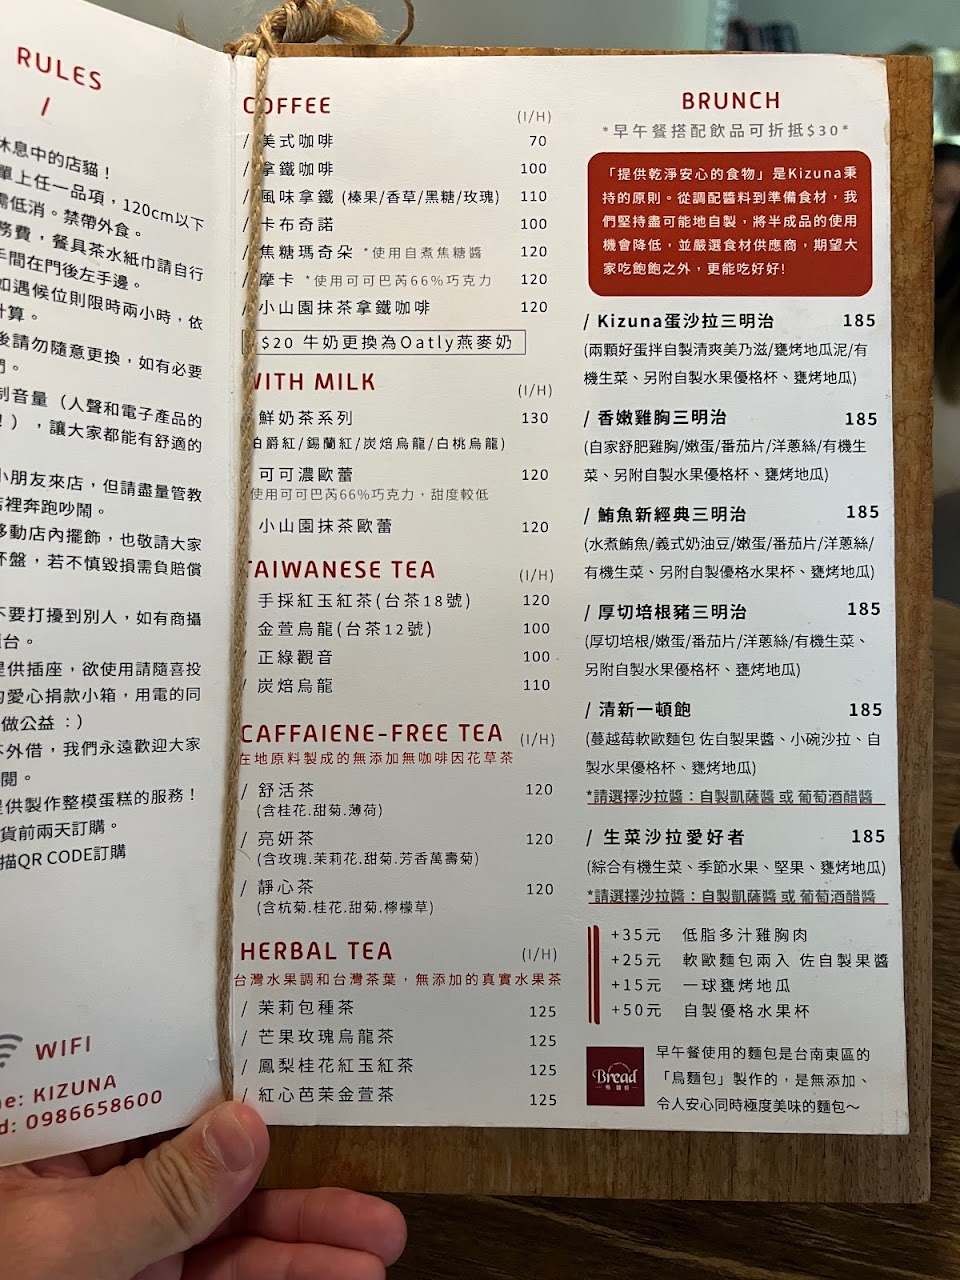 RULES
/
休息中的店貓！
單上任一品項，120cm以下
需低消。禁帶外食。
務費，餐具茶水紙巾請自行
手間在門後左手邊。
如遇候位則限時兩小時，依
計算。
後請勿隨意更換，如有必要
門。
制音量（人聲和電子產品的
！），讓大家都能有舒適的
小朋友來店，但請盡量管教
店裡奔跑吵鬧。
移動店內擺飾，也敬請大家
杯盤，若不慎毀損需負賠償
不要打擾到別人，如有商攝
台。
提供插座，欲使用請隨喜投
的愛心捐款小箱，用電的同
做公益：）
不外借，我們永遠歡迎大家
閱。
提供製作整模蛋糕的服務！
貨前兩天訂購。
描QR CODE訂購
WIFI
me: KIZUNA
d: 0986658600
COFFEE (I/H)
/ 美式咖啡 70
/ 拿鐵咖啡 100
/ 風味拿鐵 (榛果/香草/黑糖/玫瑰) 110
/ 卡布奇諾 100
/ 焦糖瑪奇朵 *使用自煮焦糖醬 120
/ 摩卡 *使用可可巴芮66%巧克力 120
/ 小山園抹茶拿鐵咖啡 120
$20 牛奶更換為Oatly燕麥奶
WITH MILK (I/H)
/ 鮮奶茶系列 130
伯爵紅/錫蘭紅/炭焙烏龍/白桃烏龍)
可可濃歐蕾 120
使用可可巴芮66%巧克力，甜度較低
小山園抹茶歐蕾 120
TAIWANESE TEA (I/H)
手採紅玉紅茶(台茶18號) 120
/ 金萱烏龍(台茶12號) 100
/ 正綠觀音 100
/ 炭焙烏龍 110
CAFFAIENE-FREE TEA (I/H)
在地原料製成的無添加無咖啡因花草茶
/ 舒活茶 120
(含桂花.甜菊.薄荷)
/ 亮妍茶 120
(含玫瑰.茉莉花.甜菊.芳香萬壽菊)
/ 靜心茶 120
(含杭菊.桂花.甜菊.檸檬草)
HERBAL TEA (I/H)
台灣水果調和台灣茶葉，無添加的真實水果茶
/ 茉莉包種茶 125
/ 芒果玫瑰烏龍茶 125
/ 鳳梨桂花紅玉紅茶 125
/ 紅心芭茉金萱茶 125
BRUNCH
*早午餐搭配飲品可折抵$30*
「提供乾淨安心的食物」是Kizuna秉
持的原則。從調配醬料到準備食材，我
們堅持盡可能地自製，將半成品的使用
機會降低，並嚴選食材供應商，期望大
家吃飽飽之外，更能吃好好!
/ Kizuna蛋沙拉三明治 185
(兩顆好蛋拌自製清爽美乃滋/甕烤地瓜泥/有
機生菜、另附自製水果優格杯、甕烤地瓜)
/ 香嫩雞胸三明治 185
(自家舒肥雞胸/嫩蛋/番茄片/洋蔥絲/有機生
菜、另附自製水果優格杯、甕烤地瓜)
/ 鮪魚新經典三明治 185
(水煮鮪魚/義式奶油豆/嫩蛋/番茄片/洋蔥絲/
有機生菜、另附自製優格水果杯、甕烤地瓜)
/ 厚切培根豬三明治 185
(厚切培根/嫩蛋/番茄片/洋蔥絲/有機生菜、
另附自製水果優格杯、甕烤地瓜)
/ 清新一頓飽 185
(蔓越莓軟歐麵包 佐自製果醬、小碗沙拉、自
製水果優格杯、甕烤地瓜)
*請選擇沙拉醬：自製凱薩醬 或 葡萄酒醋醬
/ 生菜沙拉愛好者 185
(綜合有機生菜、季節水果、堅果、甕烤地瓜)
*請選擇沙拉醬：自製凱薩醬 或 葡萄酒醋醬
+35元 低脂多汁雞胸肉
+25元 軟歐麵包兩入 佐自製果醬
+15元 一球甕烤地瓜
+50元 自製優格水果杯
Bread
早午餐使用的麵包是台南東區的
「鳥麵包」製作的，是無添加、
令人安心同時極度美味的麵包～